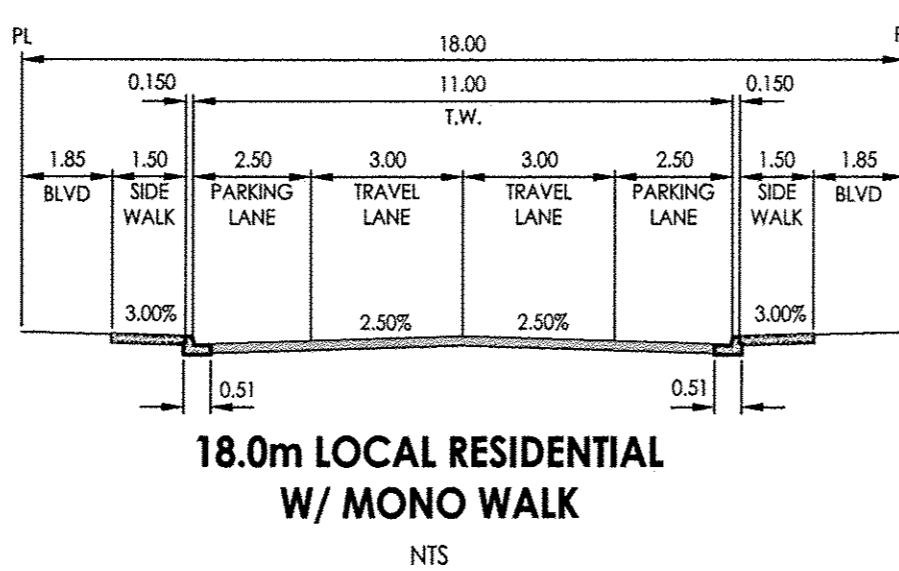 PL
18.00
0.150 11.00 0.150
T.W.
1.85 1.50 2.50 3.00 3.00 2.50 1.50 1.85
BLVD SIDE PARKING TRAVEL TRAVEL PARKING SIDE BLVD
WALK LANE LANE LANE LANE WALK
3.00% 2.50% 2.50% 3.00%
0.51 0.51
18.0m LOCAL RESIDENTIAL
W/ MONO WALK
NTS